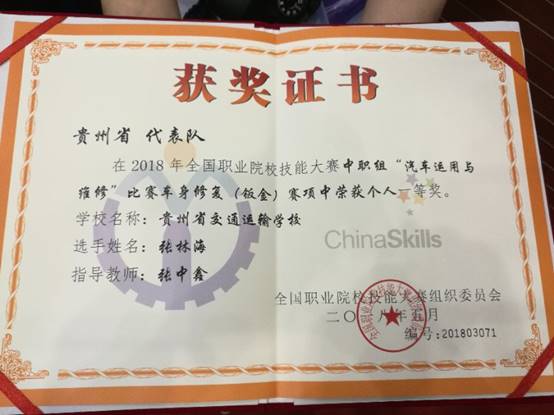 获奖证书
贵州省 代表队
在2018年全国职业院校技能大赛中职组“汽车运用与
维修”比赛车身修复（钣金）赛项中荣获个人一等奖。
学校名称：贵州省交通运输学校
选手姓名：张林海
指导教师：张中鑫
ChinaSkills
全国职业院校技能大赛组织委员会
二〇一八年五月
编号:201803071